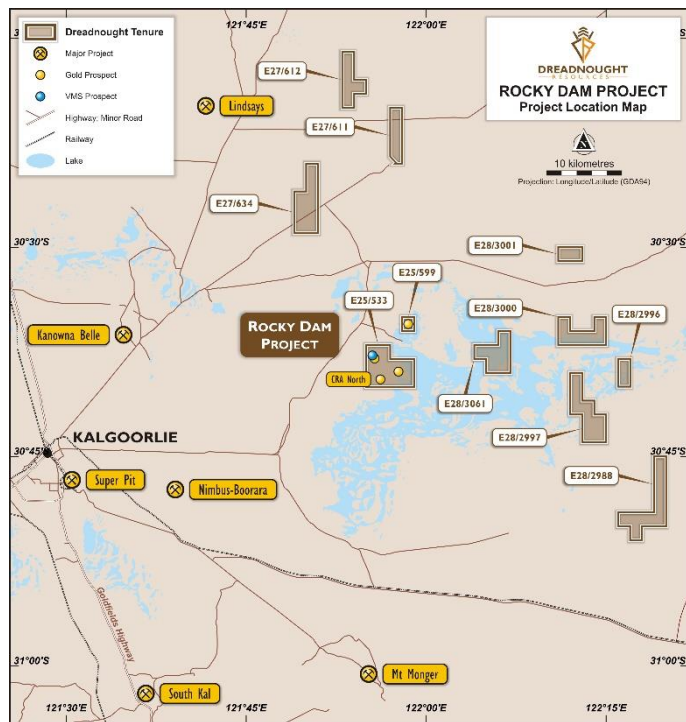 121°45'E
122°00'E
Dreadnought Tenure
Major Project
Gold Prospect
VMS Prospect
Highway; Minor Road
Railway
Lake
DREADNOUGHT
RESOURCES
ROCKY DAM PROJECT
Project Location Map
10 kilometres
Projection: Longitude/Latitude (GDA94)
E27/612
Lindsays
E27/611
E27/634
30°30'S
30°30'S
E28/3001
E25/599
E25/533
E28/3000
E28/2996
Kanowna Belle
ROCKY DAM
PROJECT
CRA North
E28/3061
E28/2997
KALGOORLIE
30°45'S
30°45'S
E28/2988
Super Pit
Nimbus-Boorara
Goldfields Highway
31°00'S
31°00'S
Mt Monger
South Kal
121°30'E
121°45'E
122°00'E
122°15'E